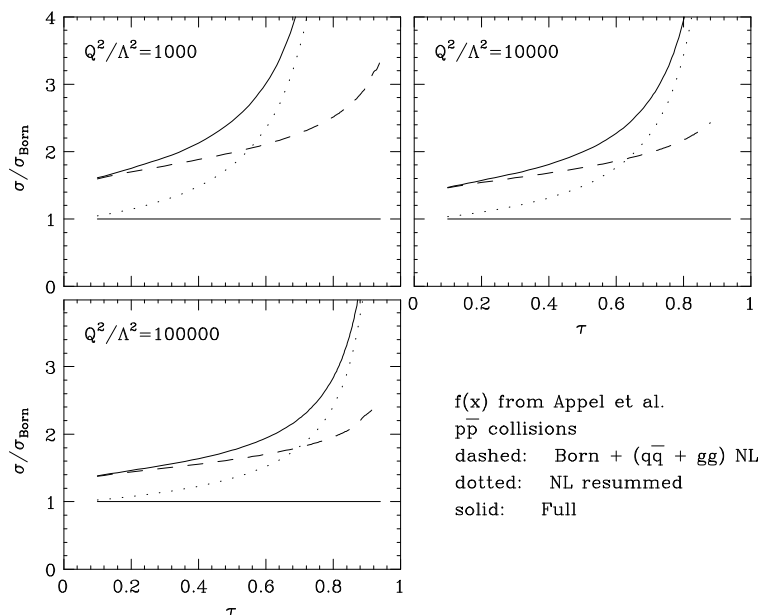 Q²/Λ²=1000
Q²/Λ²=10000
σ/σ_Born
4
3
2
1
0
0.2 0.4 0.6 0.8 1
τ
Q²/Λ²=100000
σ/σ_Born
3
2
1
0
0 0.2 0.4 0.6 0.8 1
τ
f(x) from Appel et al.
pp̅ collisions
dashed: Born + (qq̅ + gg) NL
dotted: NL resummed
solid: Full